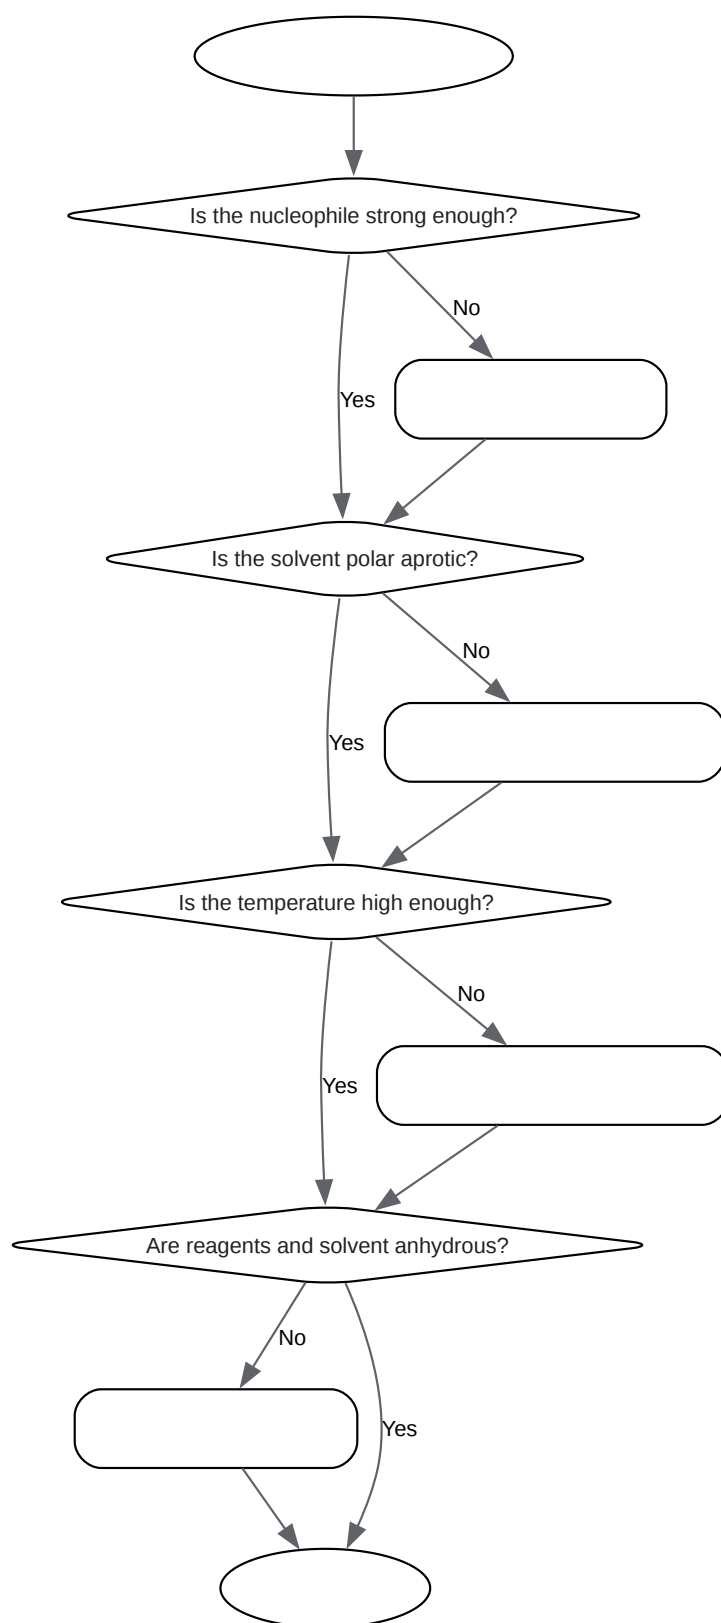 Is the nucleophile strong enough?
No
Yes
Is the solvent polar aprotic?
No
Yes
Is the temperature high enough?
No
Yes
Are reagents and solvent anhydrous?
No
Yes